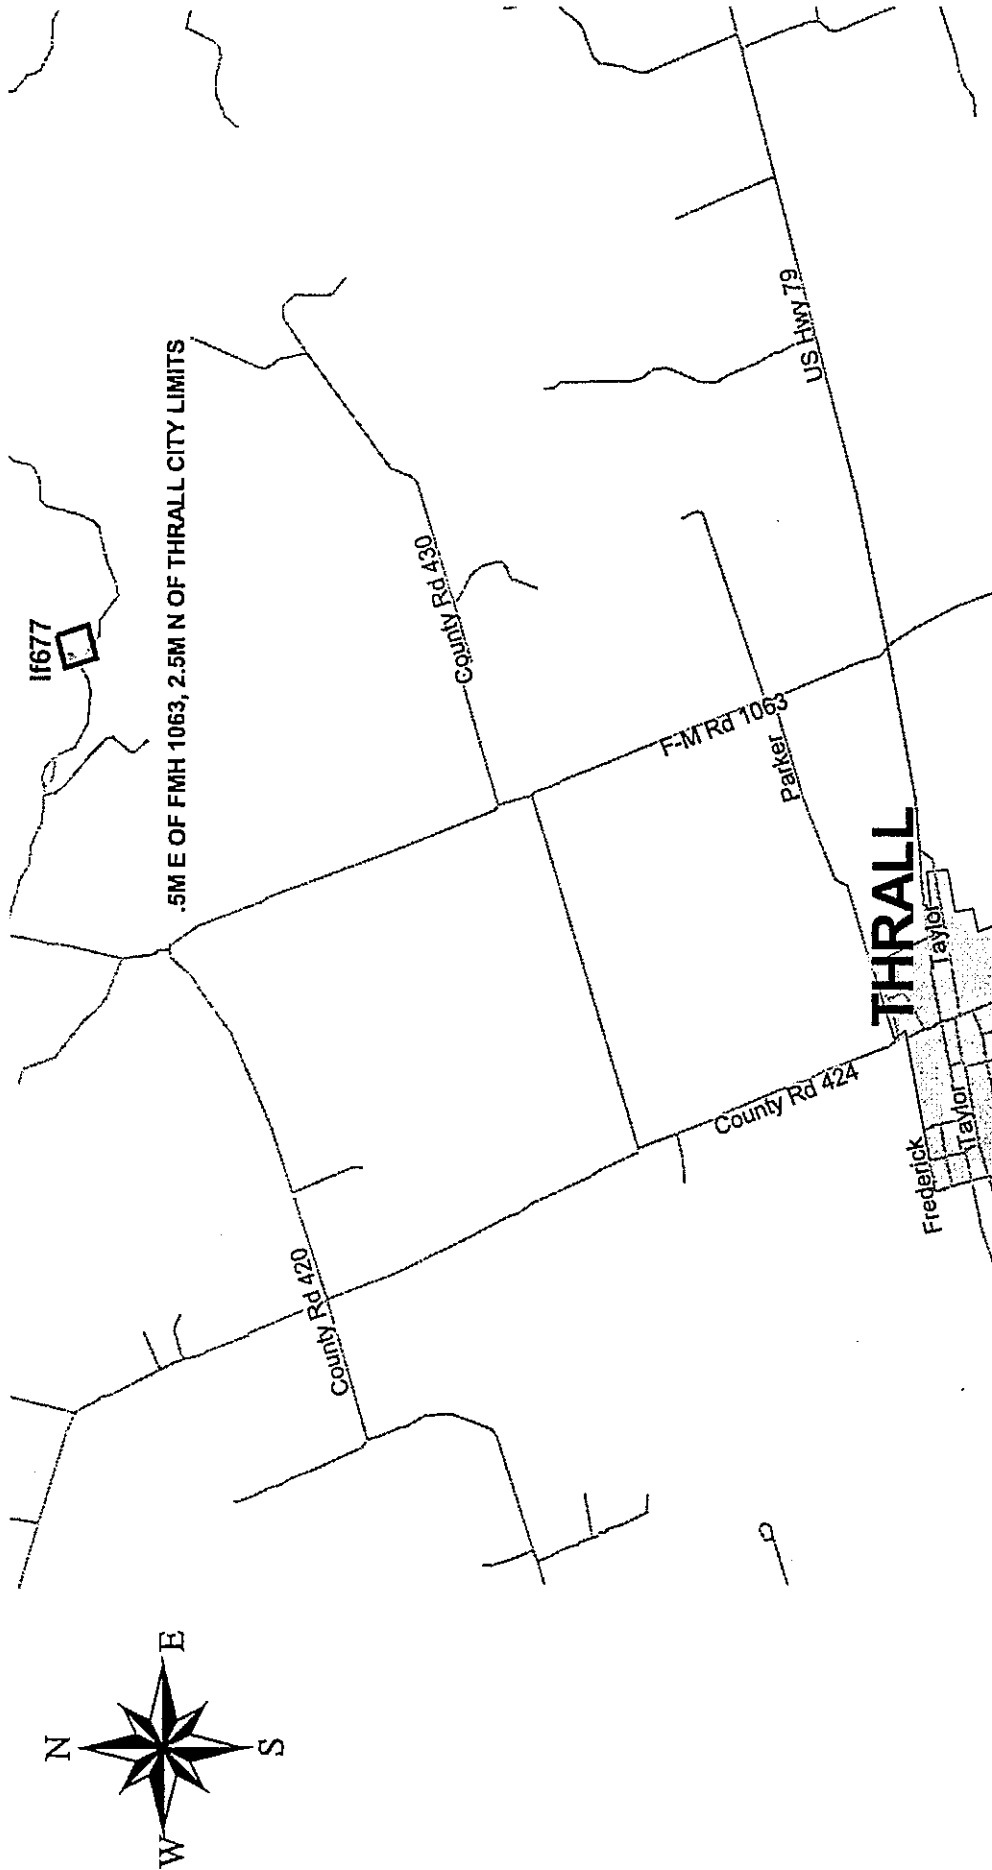 N
W
E
S
lf677
.5M E OF FMH 1063, 2.5M N OF THRALL CITY LIMITS
County Rd 420
County Rd 430
County Rd 424
F-M Rd 1063
Parker
US Hwy 79
THRALL
Frederick
Taylor
Taylor